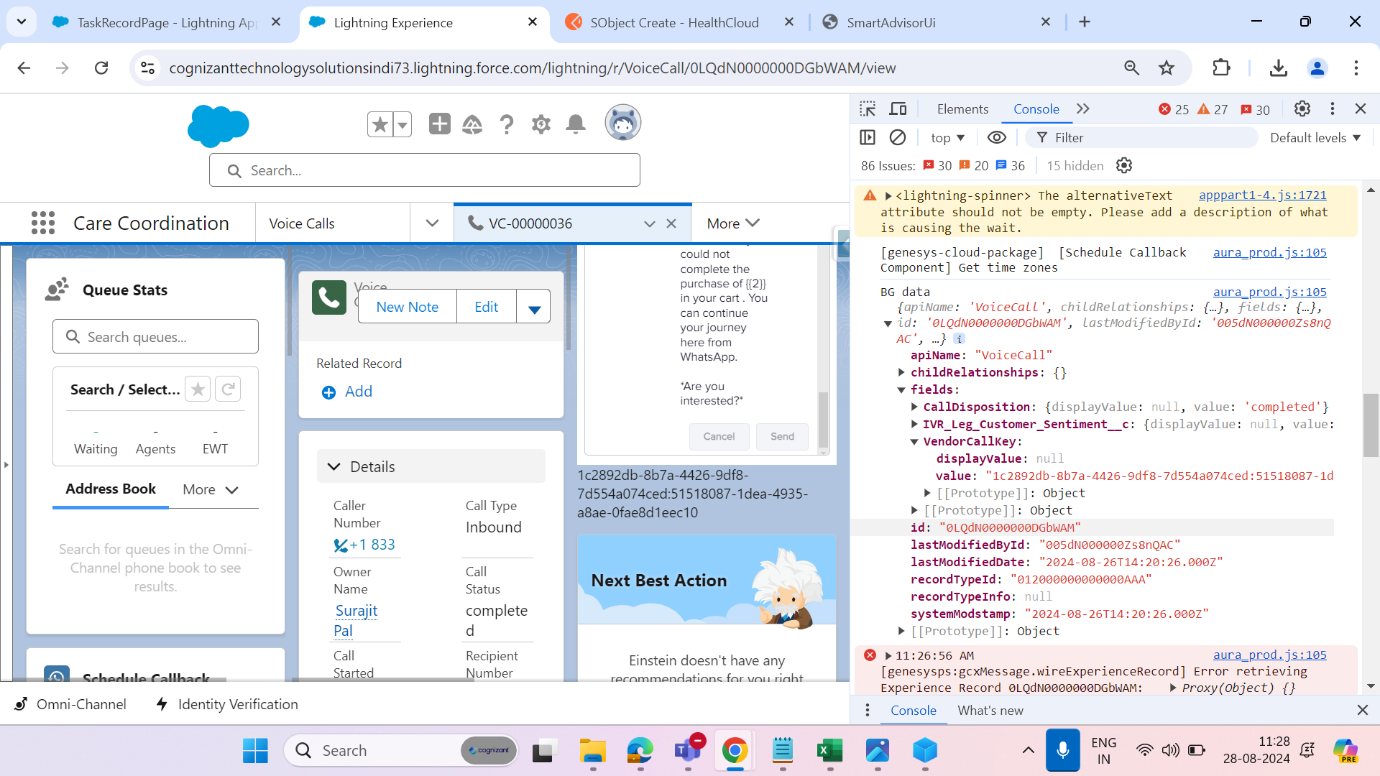 TaskRecordPage - Lightning Ap
Lightning Experience
SObject Create - HealthCloud
SmartAdvisorUi
cognizanttechnologysolutionsindi73.lightning.force.com/lightning/r/VoiceCall/0LQdN0000000DGbWAM/view
Search...
Care Coordination
Voice Calls
VC-00000036
More
Queue Stats
Search queues...
Search / Select...
-
-
-
Waiting
Agents
EWT
Address Book
More
Search for queues in the Omni-
Channel phone book to see
results.
Schedule Callback
Voice
New Note
Edit
Related Record
Add
Details
Caller
Number
+1 833
Call Type
Inbound
Owner
Name
Surajit
Pal
Call
Status
complete
d
Call
Started
Recipient
Number
could not
complete the
purchase of {{2}}
in your cart . You
can continue
your journey
here from
WhatsApp.
*Are you
interested?*
Cancel
Send
1c2892db-8b7a-4426-9df8-
7d554a074ced:51518087-1dea-4935-
a8ae-0fae8d1eec10
Next Best Action
Einstein doesn't have any
recommendations for you right
Omni-Channel
Identity Verification
Elements
Console
25
27
30
top
Filter
Default levels
86 Issues:
30
20
36
15 hidden
<lightning-spinner> The alternativeText apppart1-4.js:1721
attribute should not be empty. Please add a description of what
is causing the wait.
[genesys-cloud-package] [Schedule Callback aura_prod.js:105
Component] Get time zones
BG data aura_prod.js:105
{apiName: 'VoiceCall', childRelationships: {…}, fields: {…},
id: '0LQdN0000000DGbWAM', lastModifiedById: '005dN000000Zs8nQ
AC', …} i
apiName: "VoiceCall"
childRelationships: {}
fields:
CallDisposition: {displayValue: null, value: 'completed'}
IVR_Leg_Customer_Sentiment__c: {displayValue: null, value:
VendorCallKey:
displayValue: null
value: "1c2892db-8b7a-4426-9df8-7d554a074ced:51518087-1d
[[Prototype]]: Object
[[Prototype]]: Object
id: "0LQdN0000000DGbWAM"
lastModifiedById: "005dN000000Zs8nQAC"
lastModifiedDate: "2024-08-26T14:20:26.000Z"
recordTypeId: "012000000000000AAA"
recordTypeInfo: null
systemModstamp: "2024-08-26T14:20:26.000Z"
[[Prototype]]: Object
11:26:56 AM aura_prod.js:105
[genesysps:gcxMessage.wireExperienceRecord] Error retrieving
Experience Record 0LQdN0000000DGbWAM: Proxy(Object) {}
Console
What's new
Search
cognizant
ENG
IN
11:28
28-08-2024
PRE